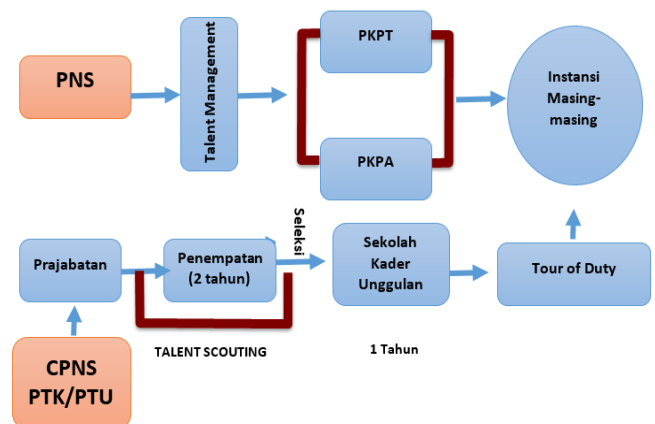 PNS
Talent Management
PKPT
PKPA
Instansi
Masing-
masing
Prajabatan
Penempatan
(2 tahun)
Seleksi
Sekolah
Kader
Unggulan
Tour of Duty
CPNS
PTK/PTU
TALENT SCOUTING
1 Tahun